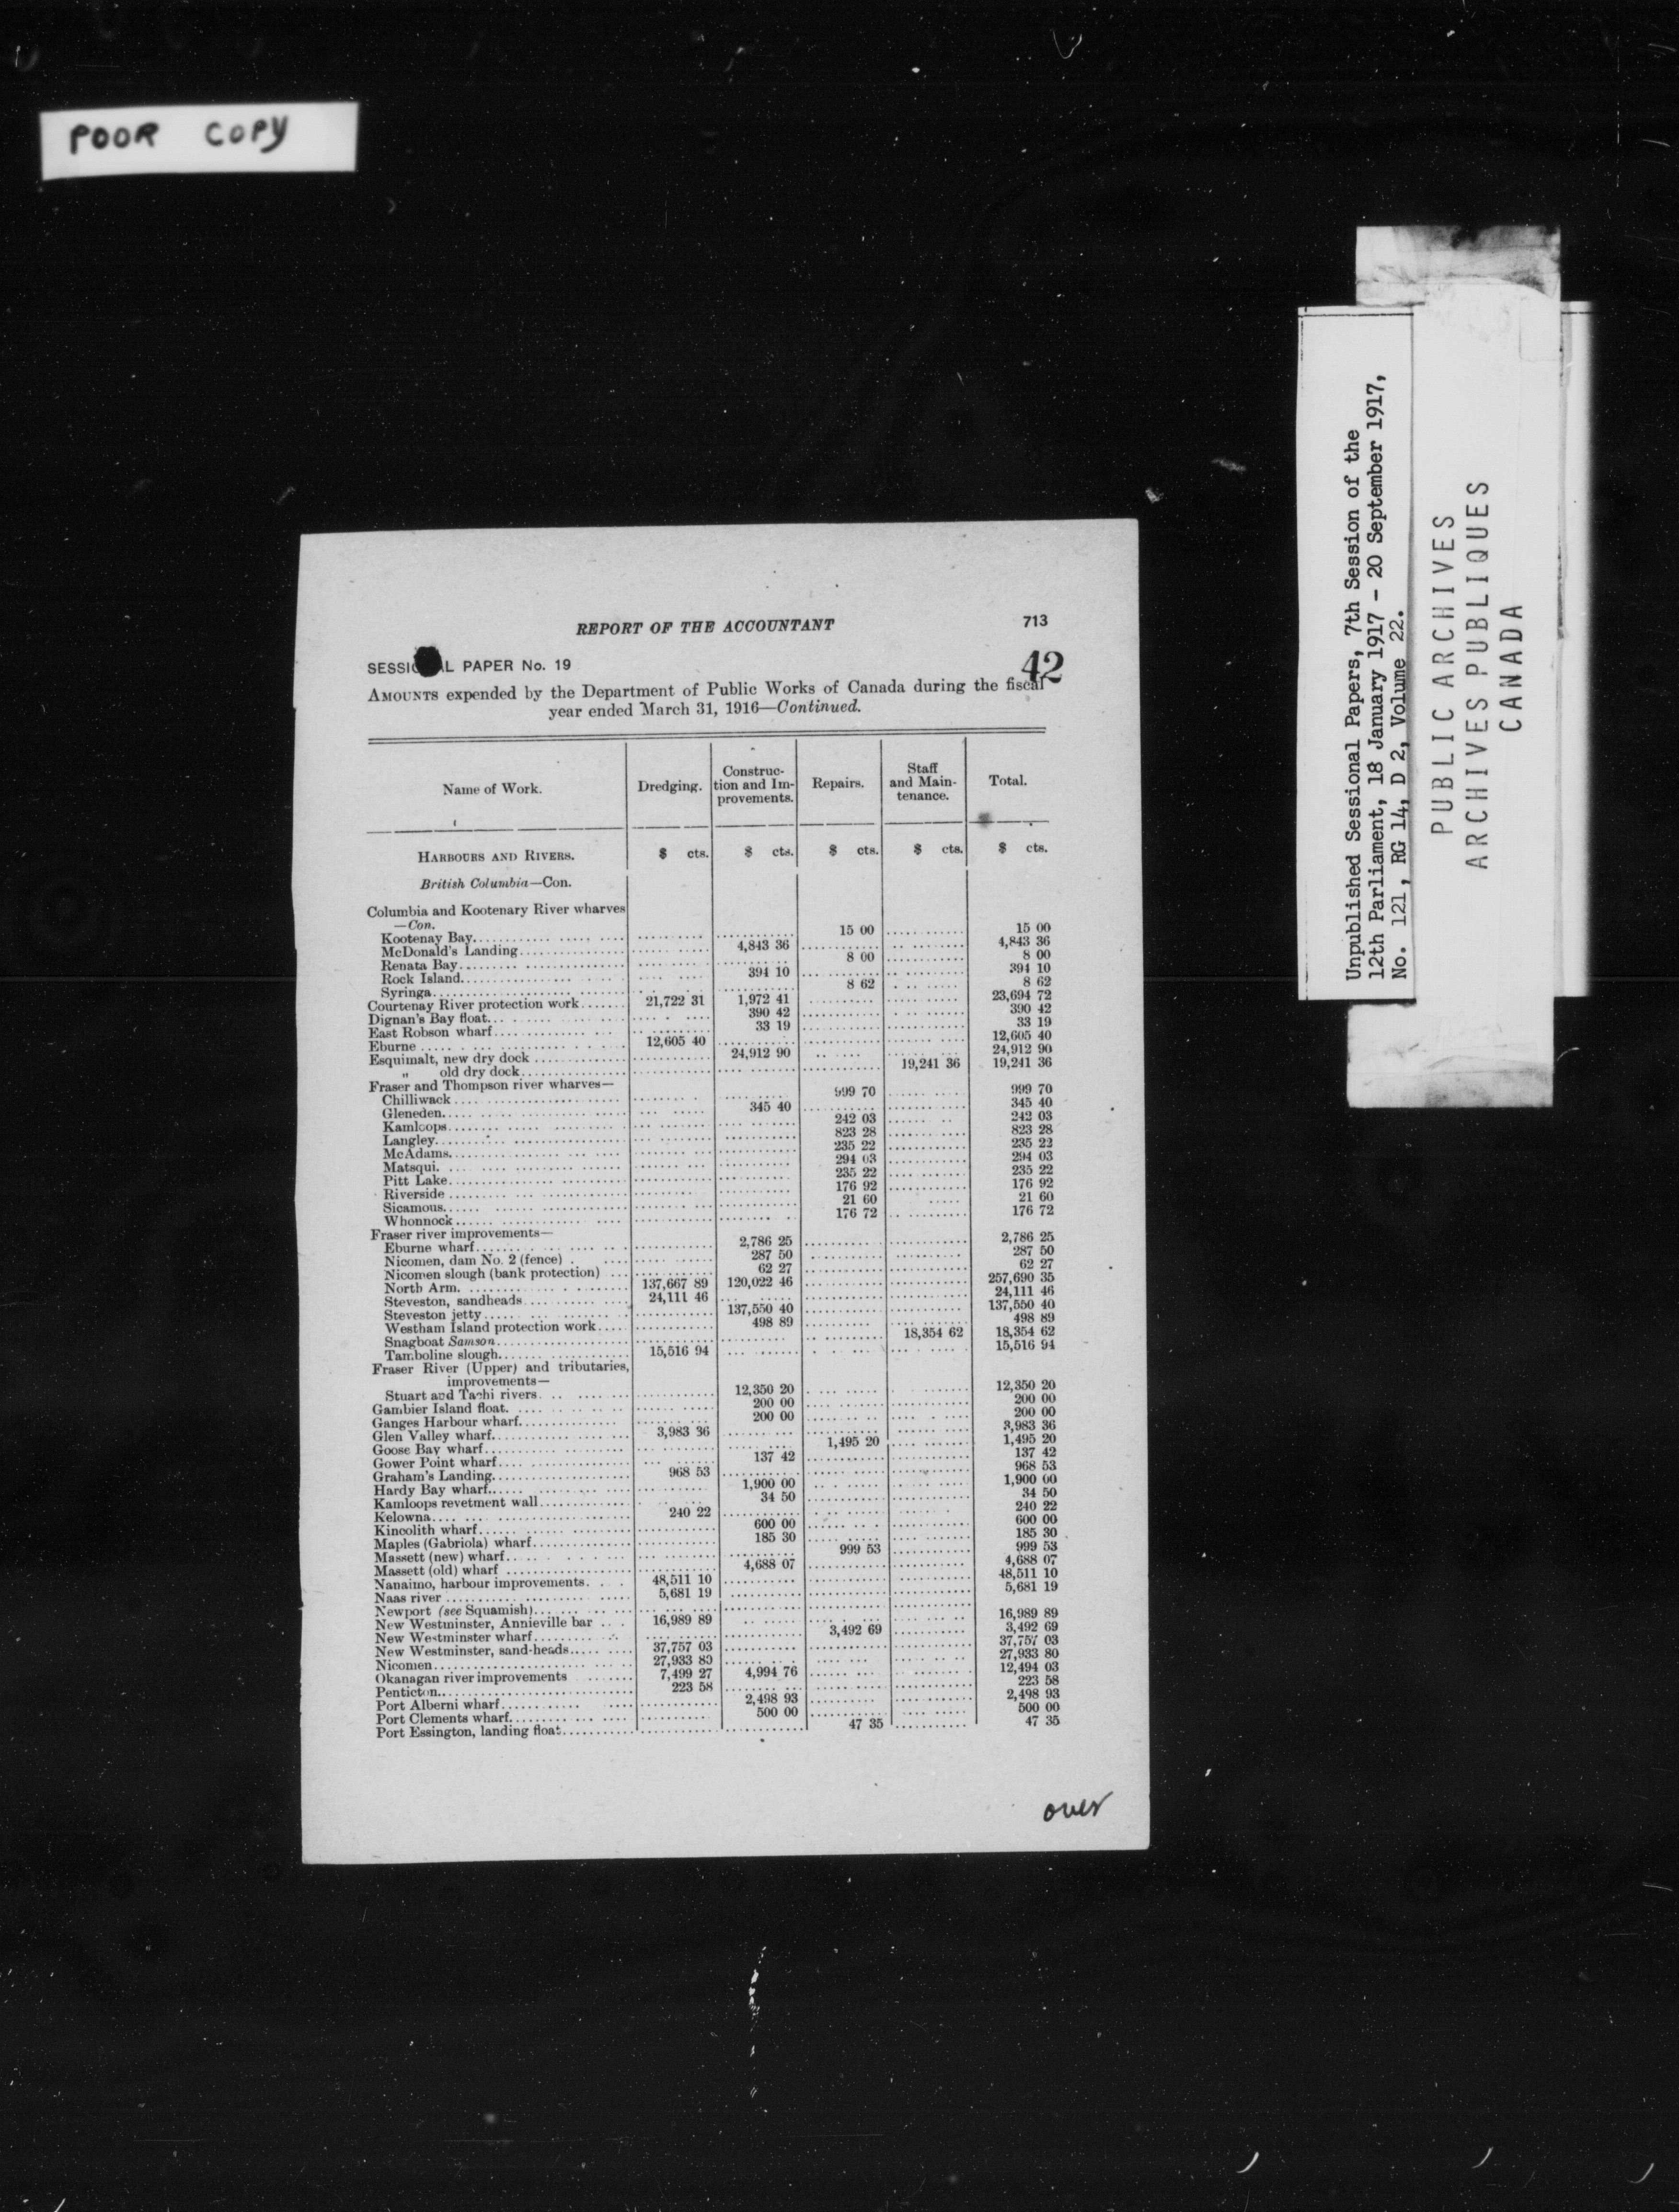 POOR COPY
REPORT OF THE ACCOUNTANT 713
SESSI L PAPER No. 19 42
AMOUNTS expended by the Department of Public Works of Canada during the fiscal
year ended March 31, 1916—Continued.
Name of Work. Dredging. Construction and Improvements. Repairs. Staff and Maintenance. Total.
HARBOURS AND RIVERS. $ cts. $ cts. $ cts. $ cts. $ cts.
British Columbia—Con.
Columbia and Kootenary River wharves
—Con.
Kootenay Bay 15 00 15 00
McDonald's Landing 4,843 36 4,843 36
Renata Bay 8 00 8 00
Rock Island 394 10 394 10
Syringa 8 62 8 62
Courtenay River protection work 21,722 31 1,972 41 23,694 72
Dignan's Bay float 390 42 390 42
East Robson wharf 33 19 33 19
Eburne 12,605 40 12,605 40
Esquimalt, new dry dock 24,912 90 24,912 90
" old dry dock 19,241 36 19,241 36
Fraser and Thompson river wharves—
Chilliwack 999 70 999 70
Gleneden 345 40 345 40
Kamloops 242 03 242 03
Langley 823 28 823 28
McAdams 235 22 235 22
Matsqui 294 03 294 03
Pitt Lake 235 22 235 22
Riverside 176 92 176 92
Sicamous 21 60 21 60
Whonnock 176 72 176 72
Fraser river improvements—
Eburne wharf 2,786 25 2,786 25
Nicomen, dam No. 2 (fence) 287 50 287 50
Nicomen slough (bank protection) 62 27 62 27
North Arm 137,667 89 120,022 46 257,690 35
Steveston, sandheads 24,111 46 24,111 46
Steveston jetty 137,550 40 137,550 40
Westham Island protection work 498 89 498 89
Snagboat Samson 18,354 62 18,354 62
Tamboline slough 15,516 94 15,516 94
Fraser River (Upper) and tributaries,
improvements—
Stuart and Tachi rivers 12,350 20 12,350 20
Gambier Island float 200 00 200 00
Ganges Harbour wharf 200 00 200 00
Glen Valley wharf 3,983 36 3,983 36
Goose Bay wharf 1,495 20 1,495 20
Gower Point wharf 137 42 137 42
Graham's Landing 968 53 968 53
Hardy Bay wharf 1,900 00 1,900 00
Kamloops revetment wall 34 50 34 50
Kelowna 240 22 240 22
Kincolith wharf 600 00 600 00
Maples (Gabriola) wharf 185 30 185 30
Massett (new) wharf 999 53 999 53
Massett (old) wharf 4,688 07 4,688 07
Nanaimo, harbour improvements 48,511 10 48,511 10
Naas river 5,681 19 5,681 19
Newport (see Squamish)
New Westminster, Annieville bar 16,989 89 16,989 89
New Westminster wharf 3,492 69 3,492 69
New Westminster, sand-heads 37,757 03 37,757 03
Nicomen 27,933 80 27,933 80
Okanagan river improvements 7,499 27 4,994 76 12,494 03
Penticton 223 58 223 58
Port Alberni wharf 2,498 93 2,498 93
Port Clements wharf 500 00 500 00
Port Essington, landing float 47 35 47 35
over
Unpublished Sessional Papers, 7th Session of the
12th Parliament, 18 January 1917 - 20 September 1917,
No. 121, RG 14, D 2, Volume 22.
PUBLIC ARCHIVES
ARCHIVES PUBLIQUES
CANADA